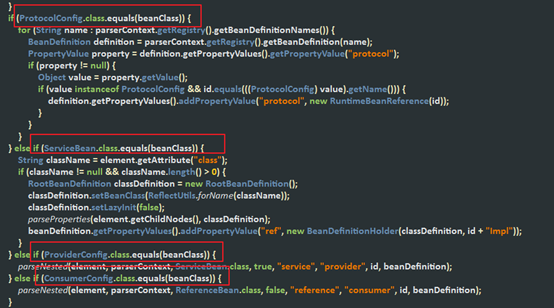 }
if (ProtocolConfig.class.equals(beanClass)) {
for (String name : parserContext.getRegistry().getBeanDefinitionNames()) {
BeanDefinition definition = parserContext.getRegistry().getBeanDefinition(name);
PropertyValue property = definition.getPropertyValues().getPropertyValue("protocol");
if (property != null) {
Object value = property.getValue();
if (value instanceof ProtocolConfig && id.equals(((ProtocolConfig) value).getName())) {
definition.getPropertyValues().addPropertyValue("protocol", new RuntimeBeanReference(id));
}
}
}
} else if (ServiceBean.class.equals(beanClass)) {
String className = element.getAttribute("class");
if (className != null && className.length() > 0) {
RootBeanDefinition classDefinition = new RootBeanDefinition();
classDefinition.setBeanClass(ReflectUtils.forName(className));
classDefinition.setLazyInit(false);
parseProperties(element.getChildNodes(), classDefinition);
beanDefinition.getPropertyValues().addPropertyValue("ref", new BeanDefinitionHolder(classDefinition, id + "Impl"));
}
} else if (ProviderConfig.class.equals(beanClass)) {
parseNested(element, parserContext, ServiceBean.class, true, "service", "provider", id, beanDefinition);
} else if (ConsumerConfig.class.equals(beanClass)) {
parseNested(element, parserContext, ReferenceBean.class, false, "reference", "consumer", id, beanDefinition);
}